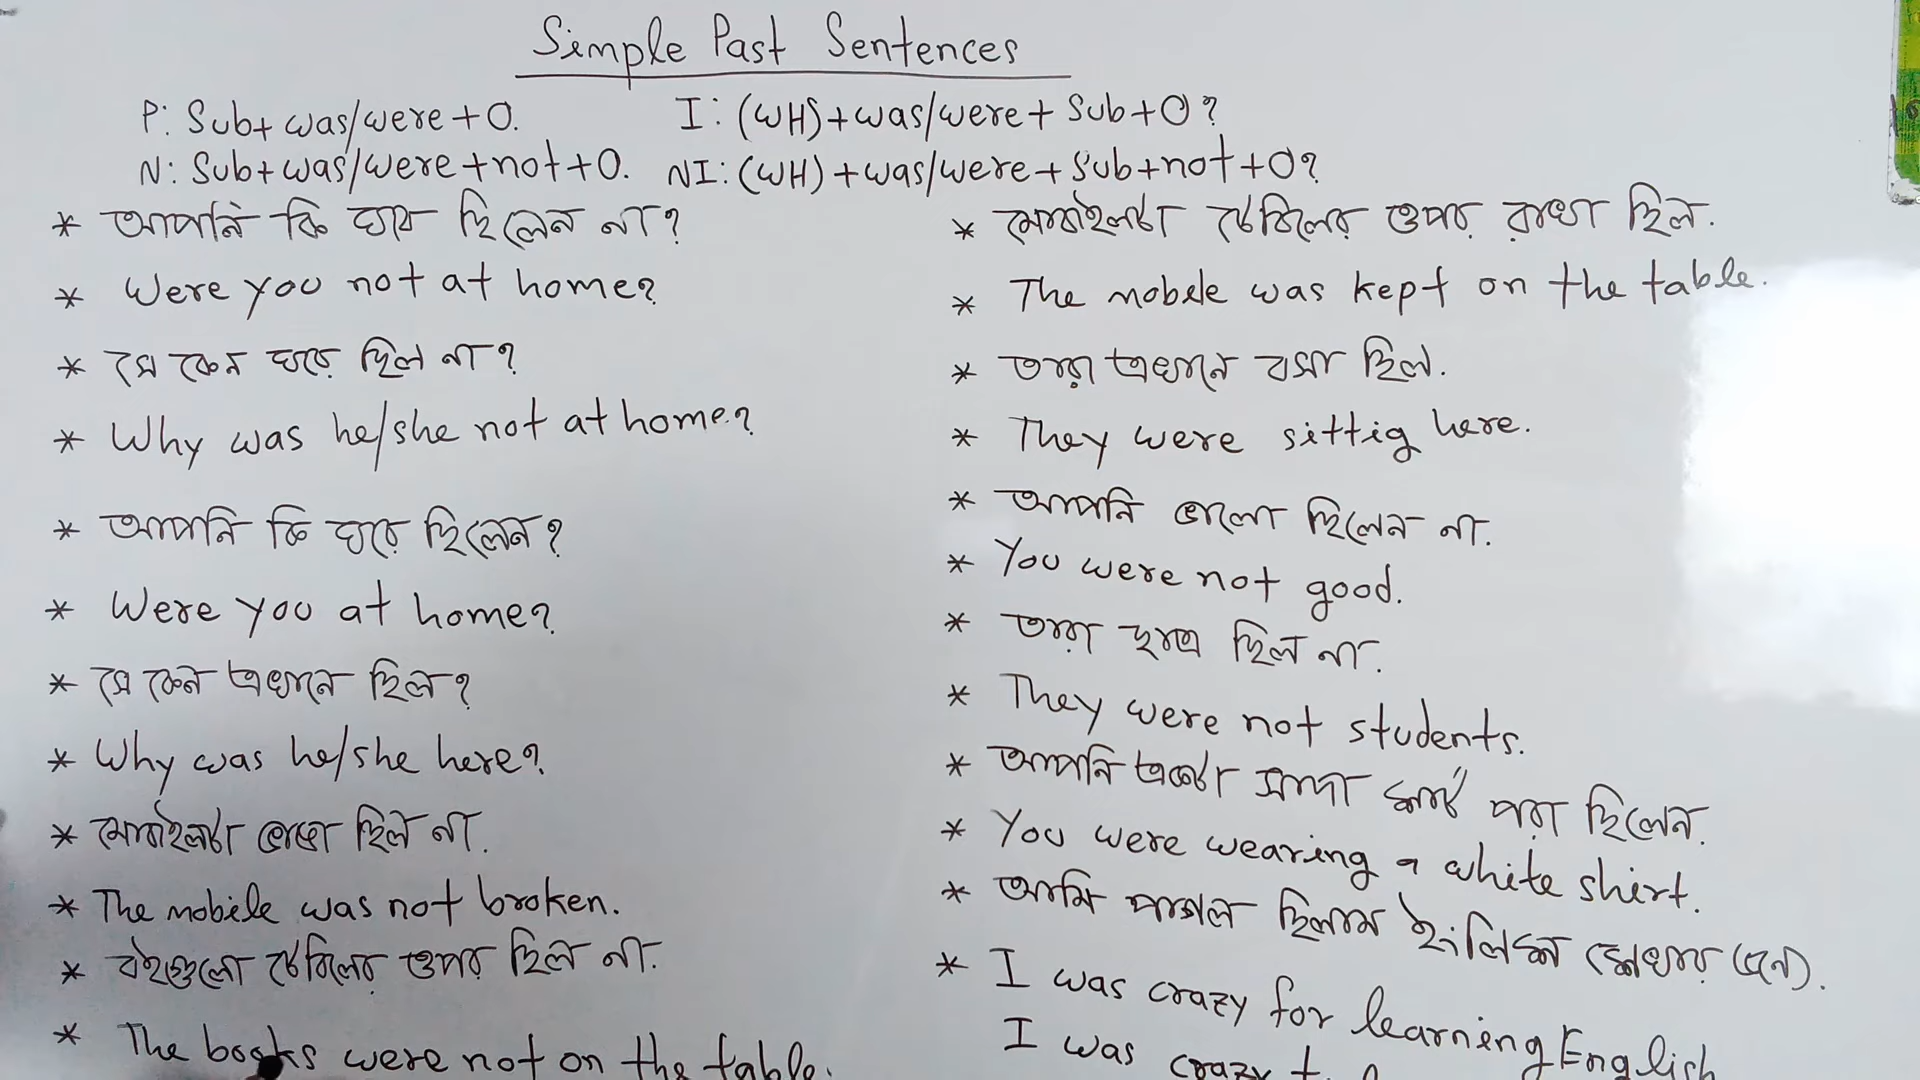 Simple Past Sentences
P: Sub+ was/were+O.
I: (WH)+was/were+ Sub+O?
N: Sub+was/were+not+O.
NI: (WH)+was/were+Sub+not+O?
* আপনি কি ঘরে ছিলেন না?
* Were you not at home?
* সে কেন ঘরে ছিল না?
* Why was he/she not at home?
* আপনি কি ঘরে ছিলেন?
* Were you at home?
* সে কেন এখানে ছিল?
* Why was he/she here?
* মোবাইলটা ভাঙা ছিল না.
* The mobile was not broken.
* বইগুলো টেবিলের ওপর ছিল না.
* The books were not on the table.
* মোবাইলটা টেবিলের ওপর রাখা ছিল.
* The mobile was kept on the table.
* তারা এখানে বসা ছিল.
* They were sittig here.
* আপনি ভালো ছিলেন না.
* You were not good.
* তারা ছাত্র ছিল না.
* They were not students.
* আপনি একটা সাদা শার্ট পরা ছিলেন.
* You were wearing a white shirt.
* আমি পাগল ছিলাম ইংলিশ শেখার
* I was crazy for learning English
I was crazy